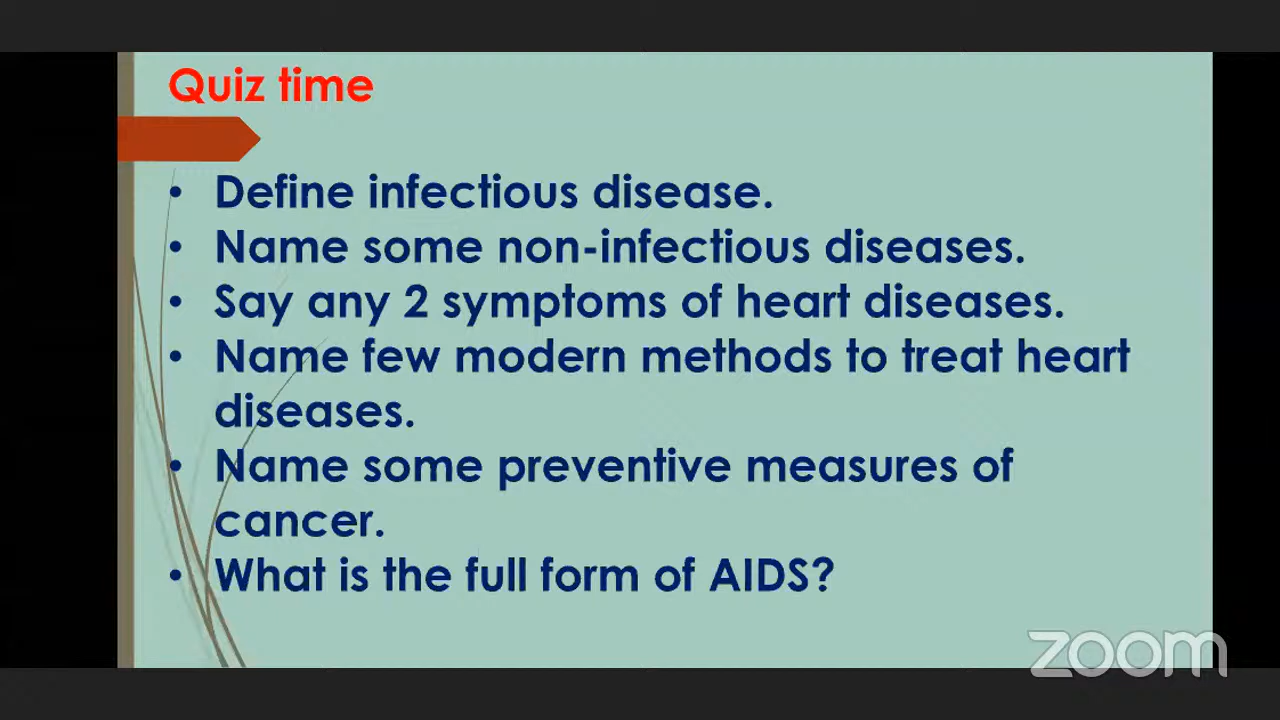 Quiz time
• Define infectious disease.
• Name some non-infectious diseases.
• Say any 2 symptoms of heart diseases.
• Name few modern methods to treat heart
diseases.
• Name some preventive measures of
cancer.
• What is the full form of AIDS?
zoom